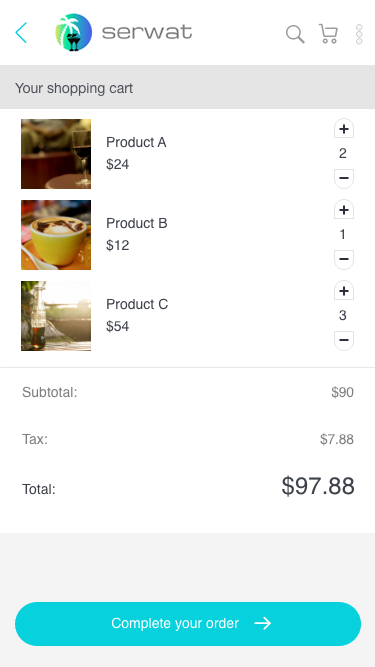 serwat
Your shopping cart
Product A
$24
2
Product B
$12
1
Product C
$54
3
Subtotal: $90
Tax: $7.88
Total: $97.88
Complete your order